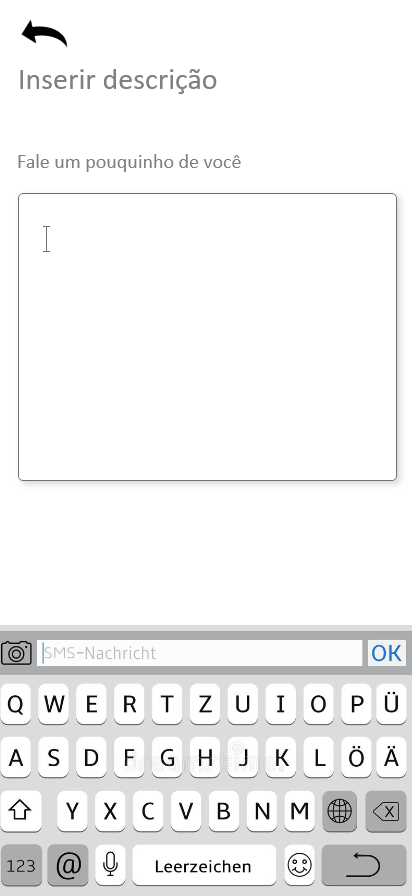 Inserir descrição
Fale um pouquinho de você
SMS-Nachricht OK
Q W E R T Z U I O P Ü
A S D F G H J K L Ö Ä
Y X C V B N M
123 @ Leerzeichen